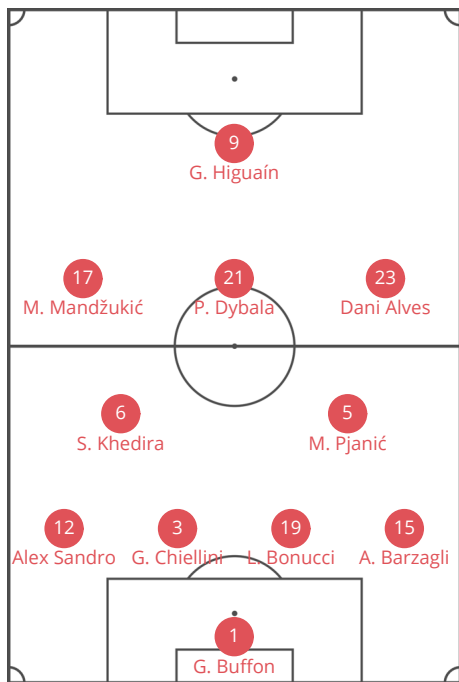 9
G. Higuaín
17
M. Mandžukić
21
P. Dybala
23
Dani Alves
6
S. Khedira
5
M. Pjanić
12
Alex Sandro
3
G. Chiellini
19
L. Bonucci
15
A. Barzagli
1
G. Buffon